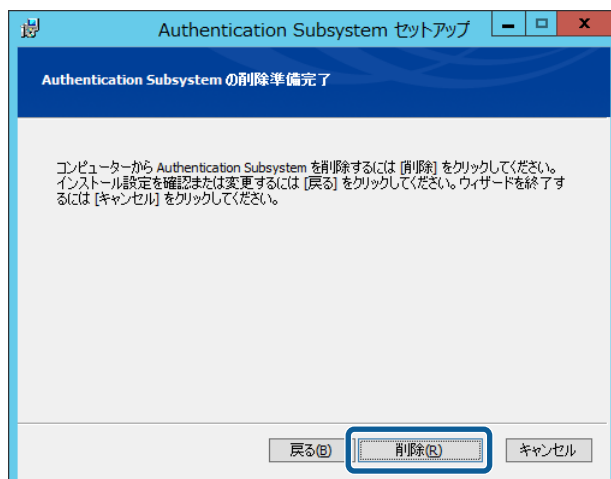 Authentication Subsystem セットアップ
Authentication Subsystem の削除準備完了
コンピューターから Authentication Subsystem を削除するには [削除] をクリックしてください。
インストール設定を確認または変更するには [戻る] をクリックしてください。ウィザードを終了す
るには [キャンセル] をクリックしてください。
戻る(B)
削除(R)
キャンセル